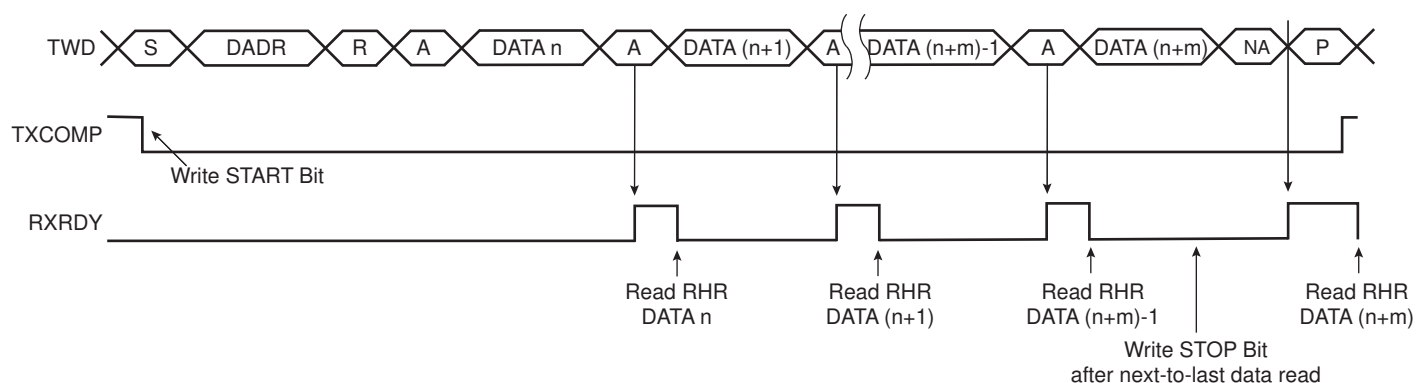 TWD S DADR R A DATA n A DATA (n+1) A DATA (n+m)-1 A DATA (n+m) NA P
TXCOMP
Write START Bit
RXRDY
Read RHR
DATA n
Read RHR
DATA (n+1)
Read RHR
DATA (n+m)-1
Read RHR
DATA (n+m)
Write STOP Bit
after next-to-last data read